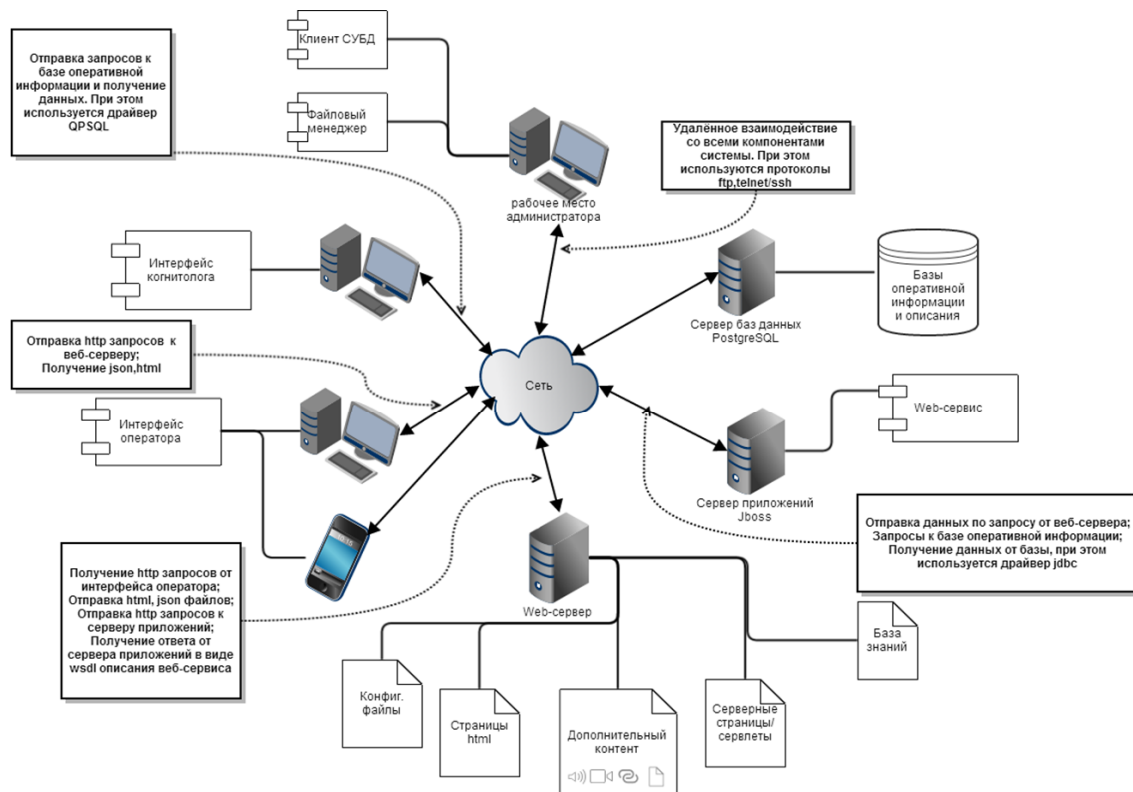 Клиент СУБД
Отправка запросов к
базе оперативной
информации и получение
данных. При этом
используется драйвер
QPSQL
Файловый
менеджер
Удалённое взаимодействие
со всеми компонентами
системы. При этом
используются протоколы
ftp,telnet/ssh
рабочее место
администратора
Интерфейс
когнитолога
Базы
оперативной
информации
и описания
Сервер баз данных
PostgreSQL
Отправка http запросов к
веб-серверу;
Получение json,html
Сеть
Интерфейс
оператора
Web-сервис
Сервер приложений
Jboss
Отправка данных по запросу от веб-сервера;
Запросы к базе оперативной информации;
Получение данных от базы, при этом
используется драйвер jdbc
Получение http запросов от
интерфейса оператора;
Отправка html, json файлов;
Отправка http запросов к
серверу приложений;
Получение ответа от
сервера приложений в виде
wsdl описания веб-сервиса
Web-сервер
База
знаний
Конфиг.
файлы
Страницы
html
Дополнительный
контент
Серверные
страницы/
сервлеты